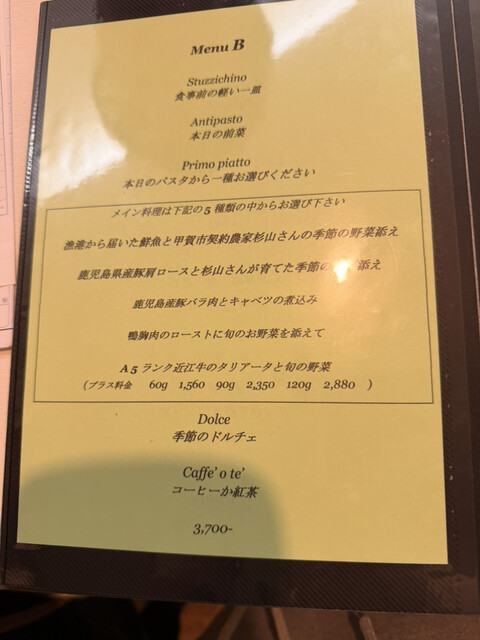 Menu B
Stuzzichino
食事前の軽い一皿
Antipasto
本日の前菜
Primo piatto
本日のパスタから一種お選びください
メイン料理は下記の5種類の中からお選び下さい
漁港から届いた鮮魚と甲賀市契約農家杉山さんの季節の野菜添え
鹿児島県産豚肩ロースと杉山さんが育てた季節の 添え
鹿児島産豚バラ肉とキャベツの煮込み
鴨胸肉のローストに旬のお野菜を添えて
A5ランク近江牛のタリアータと旬の野菜
(プラス料金 60g 1,560 90g 2,350 120g 2,880 )
Dolce
季節のドルチェ
Caffe' o te'
コーヒーか紅茶
3,700-